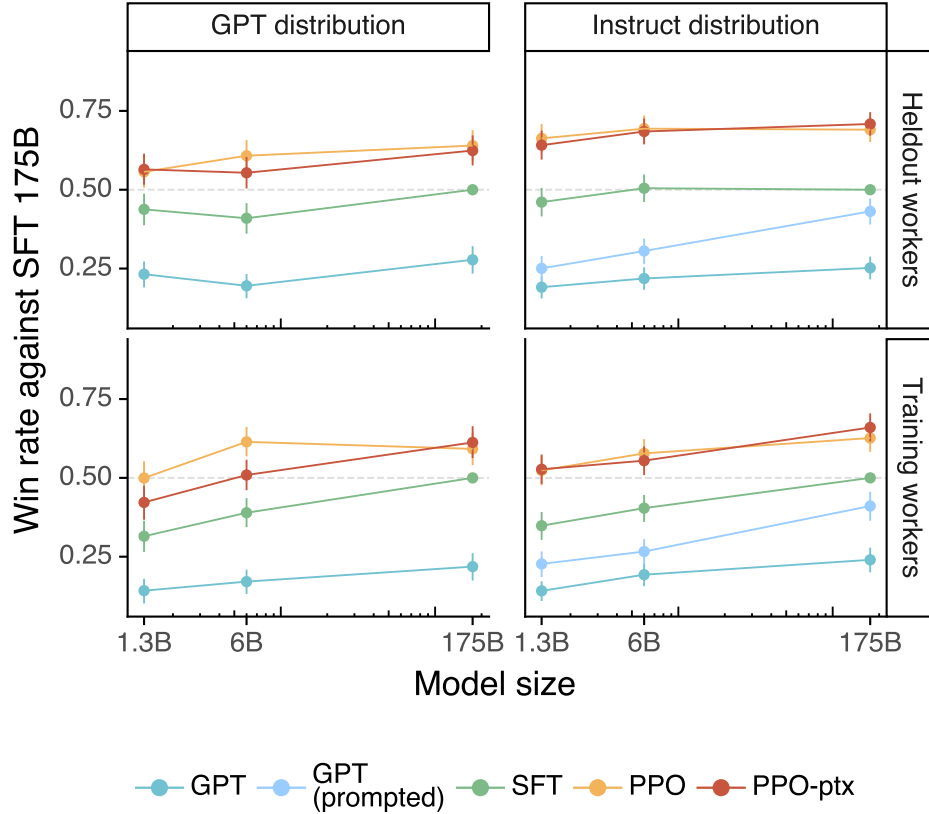 GPT distribution
Instruct distribution
Win rate against SFT 175B
0.75
0.50
0.25
Heldout workers
0.75
0.50
0.25
Training workers
1.3B 6B 175B 1.3B 6B 175B
Model size
GPT
GPT
(prompted)
SFT
PPO
PPO-ptx